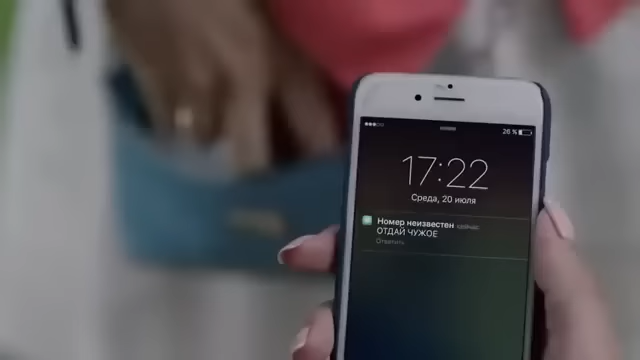 26 %
17:22
Среда, 20 июля
Номер неизвестен сейчас
ОТДАЙ ЧУЖОЕ
Ответить